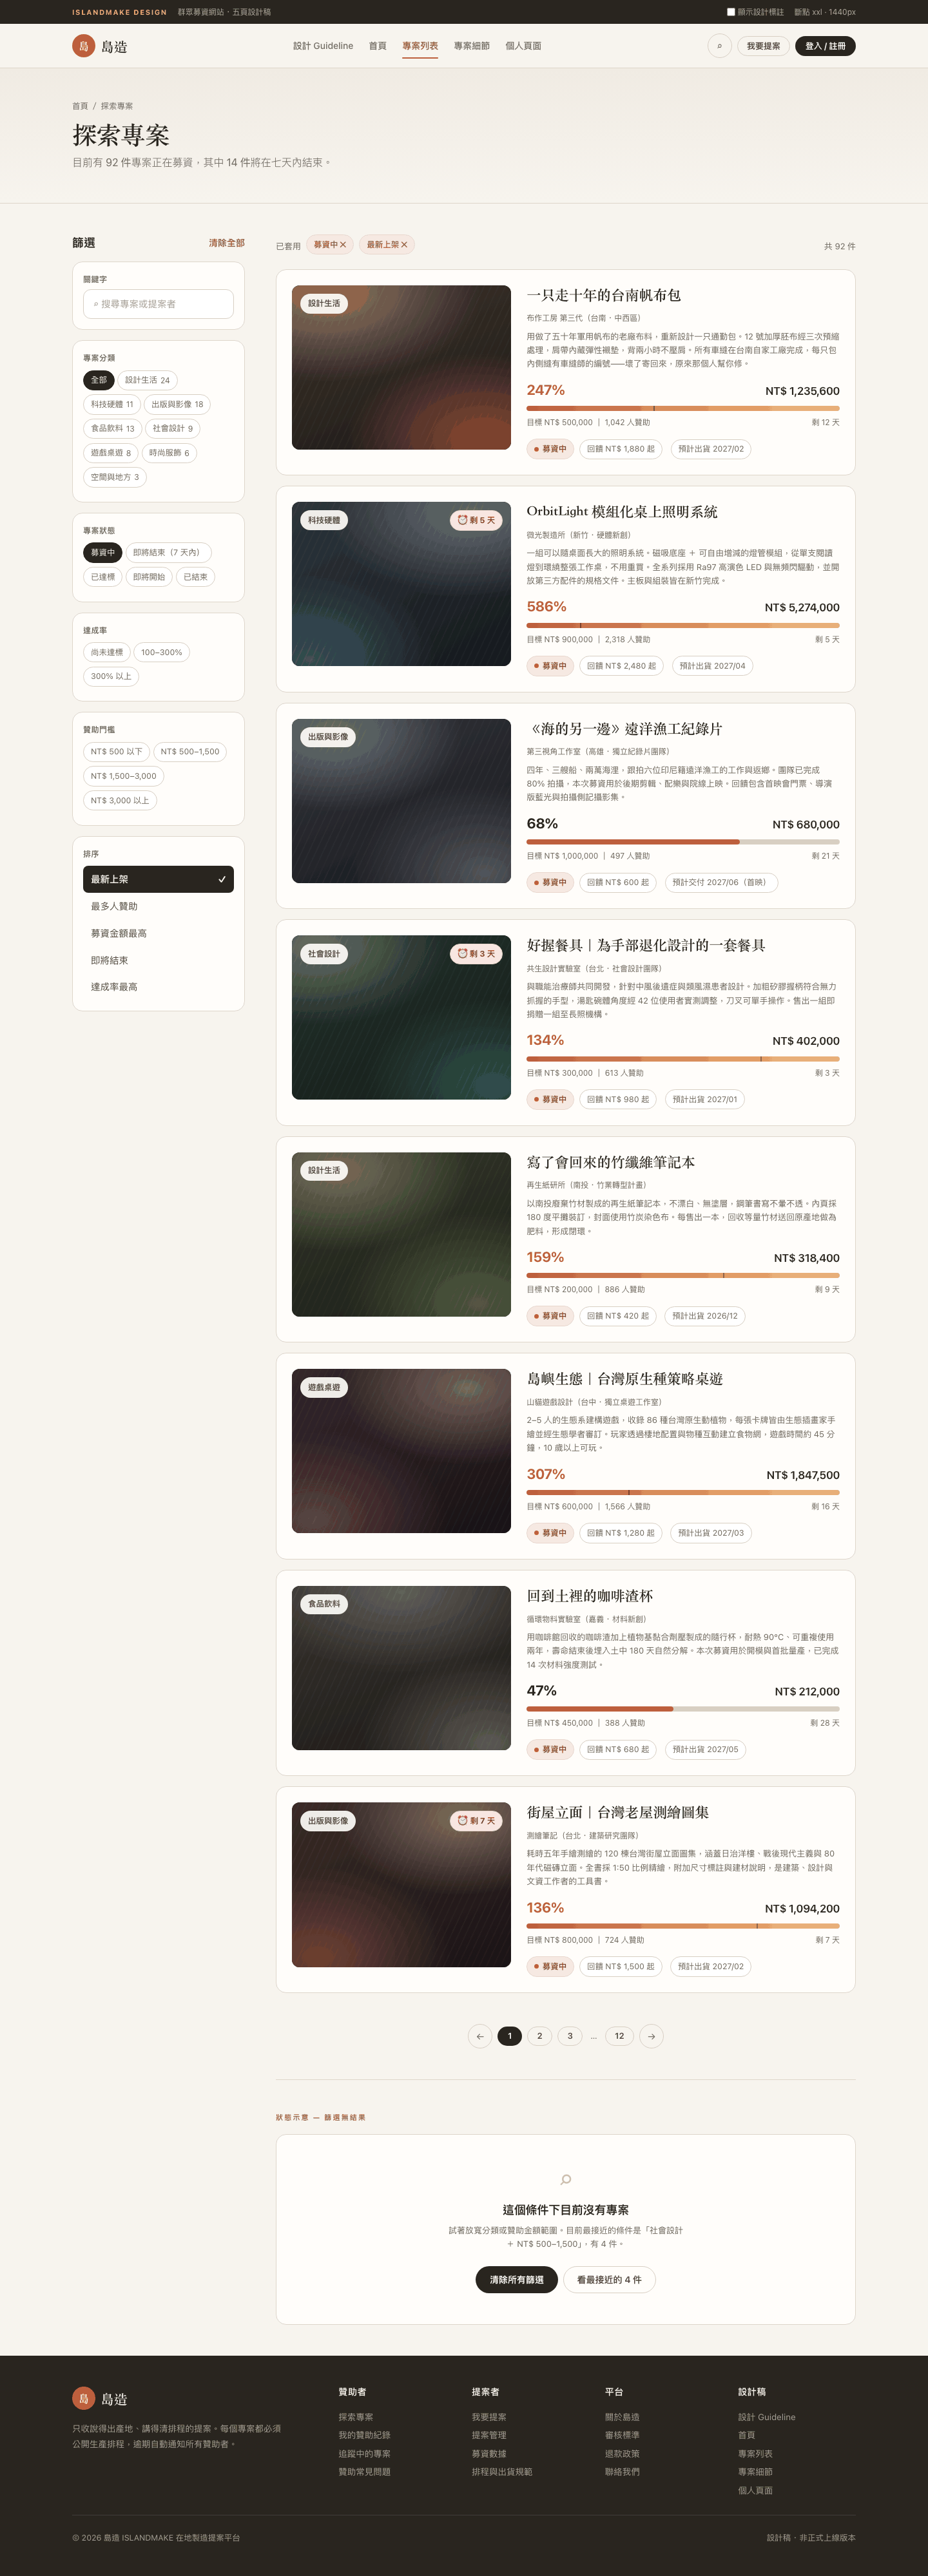 ISLANDMAKE DESIGN 群眾募資網站・五頁設計稿
顯示設計標註 斷點 xxl · 1440px
島 島造
設計 Guideline 首頁 專案列表 專案細節 個人頁面
我要提案 登入 / 註冊
首頁 / 探索專案
探索專案
目前有 92 件專案正在募資，其中 14 件將在七天內結束。
篩選 清除全部
關鍵字
搜尋專案或提案者
專案分類
全部 設計生活 24
科技硬體 11 出版與影像 18
食品飲料 13 社會設計 9
遊戲桌遊 8 時尚服飾 6
空間與地方 3
專案狀態
募資中 即將結束（7 天內）
已達標 即將開始 已結束
達成率
尚未達標 100–300%
300% 以上
贊助門檻
NT$ 500 以下 NT$ 500–1,500
NT$ 1,500–3,000
NT$ 3,000 以上
排序
最新上架 ✓
最多人贊助
募資金額最高
即將結束
達成率最高
已套用 募資中 ✕ 最新上架 ✕ 共 92 件
設計生活
一只走十年的台南帆布包
布作工房 第三代（台南・中西區）
用做了五十年軍用帆布的老廠布料，重新設計一只通勤包。12 號加厚胚布經三次預縮
處理，肩帶內藏彈性襯墊，背兩小時不壓肩。所有車縫在台南自家工廠完成，每只包
內側縫有車縫師的編號——壞了寄回來，原來那個人幫你修。
247% NT$ 1,235,600
目標 NT$ 500,000 ｜ 1,042 人贊助 剩 12 天
募資中 回饋 NT$ 1,880 起 預計出貨 2027/02
科技硬體 ⏰ 剩 5 天
OrbitLight 模組化桌上照明系統
微光製造所（新竹・硬體新創）
一組可以隨桌面長大的照明系統。磁吸底座 ＋ 可自由增減的燈管模組，從單支閱讀
燈到環繞整張工作桌，不用重買。全系列採用 Ra97 高演色 LED 與無頻閃驅動，並開
放第三方配件的規格文件。主板與組裝皆在新竹完成。
586% NT$ 5,274,000
目標 NT$ 900,000 ｜ 2,318 人贊助 剩 5 天
募資中 回饋 NT$ 2,480 起 預計出貨 2027/04
出版與影像
《海的另一邊》遠洋漁工紀錄片
第三視角工作室（高雄・獨立紀錄片團隊）
四年、三艘船、兩萬海浬，跟拍六位印尼籍遠洋漁工的工作與返鄉。團隊已完成
80% 拍攝，本次募資用於後期剪輯、配樂與院線上映。回饋包含首映會門票、導演
版藍光與拍攝側記攝影集。
68% NT$ 680,000
目標 NT$ 1,000,000 ｜ 497 人贊助 剩 21 天
募資中 回饋 NT$ 600 起 預計交付 2027/06（首映）
社會設計 ⏰ 剩 3 天
好握餐具｜為手部退化設計的一套餐具
共生設計實驗室（台北・社會設計團隊）
與職能治療師共同開發，針對中風後遺症與類風濕患者設計。加粗矽膠握柄符合無力
抓握的手型，湯匙碗體角度經 42 位使用者實測調整，刀叉可單手操作。售出一組即
捐贈一組至長照機構。
134% NT$ 402,000
目標 NT$ 300,000 ｜ 613 人贊助 剩 3 天
募資中 回饋 NT$ 980 起 預計出貨 2027/01
設計生活
寫了會回來的竹纖維筆記本
再生紙研所（南投・竹業轉型計畫）
以南投廢棄竹材製成的再生紙筆記本，不漂白、無塗層，鋼筆書寫不暈不透。內頁採
180 度平攤裝訂，封面使用竹炭染色布。每售出一本，回收等量竹材送回原產地做為
肥料，形成閉環。
159% NT$ 318,400
目標 NT$ 200,000 ｜ 886 人贊助 剩 9 天
募資中 回饋 NT$ 420 起 預計出貨 2026/12
遊戲桌遊
島嶼生態｜台灣原生種策略桌遊
山貓遊戲設計（台中・獨立桌遊工作室）
2–5 人的生態系建構遊戲，收錄 86 種台灣原生動植物，每張卡牌皆由生態插畫家手
繪並經生態學者審訂。玩家透過棲地配置與物種互動建立食物網，遊戲時間約 45 分
鐘，10 歲以上可玩。
307% NT$ 1,847,500
目標 NT$ 600,000 ｜ 1,566 人贊助 剩 16 天
募資中 回饋 NT$ 1,280 起 預計出貨 2027/03
食品飲料
回到土裡的咖啡渣杯
循環物料實驗室（嘉義・材料新創）
用咖啡館回收的咖啡渣加上植物基黏合劑壓製成的隨行杯，耐熱 90°C、可重複使用
兩年，壽命結束後埋入土中 180 天自然分解。本次募資用於開模與首批量產，已完成
14 次材料強度測試。
47% NT$ 212,000
目標 NT$ 450,000 ｜ 388 人贊助 剩 28 天
募資中 回饋 NT$ 680 起 預計出貨 2027/05
出版與影像 ⏰ 剩 7 天
街屋立面｜台灣老屋測繪圖集
測繪筆記（台北・建築研究團隊）
耗時五年手繪測繪的 120 棟台灣街屋立面圖集，涵蓋日治洋樓、戰後現代主義與 80
年代磁磚立面。全書採 1:50 比例精繪，附加尺寸標註與建材說明，是建築、設計與
文資工作者的工具書。
136% NT$ 1,094,200
目標 NT$ 800,000 ｜ 724 人贊助 剩 7 天
募資中 回饋 NT$ 1,500 起 預計出貨 2027/02
← 1 2 3 … 12 →
狀態示意 — 篩選無結果
這個條件下目前沒有專案
試著放寬分類或贊助金額範圍。目前最接近的條件是「社會設計
＋ NT$ 500–1,500」，有 4 件。
清除所有篩選 看最接近的 4 件
島 島造
只收說得出產地、講得清排程的提案。每個專案都必須
公開生產排程，逾期自動通知所有贊助者。
贊助者
探索專案
我的贊助紀錄
追蹤中的專案
贊助常見問題
提案者
我要提案
提案管理
募資數據
排程與出貨規範
平台
關於島造
審核標準
退款政策
聯絡我們
設計稿
設計 Guideline
首頁
專案列表
專案細節
個人頁面
© 2026 島造 ISLANDMAKE 在地製造提案平台
設計稿・非正式上線版本